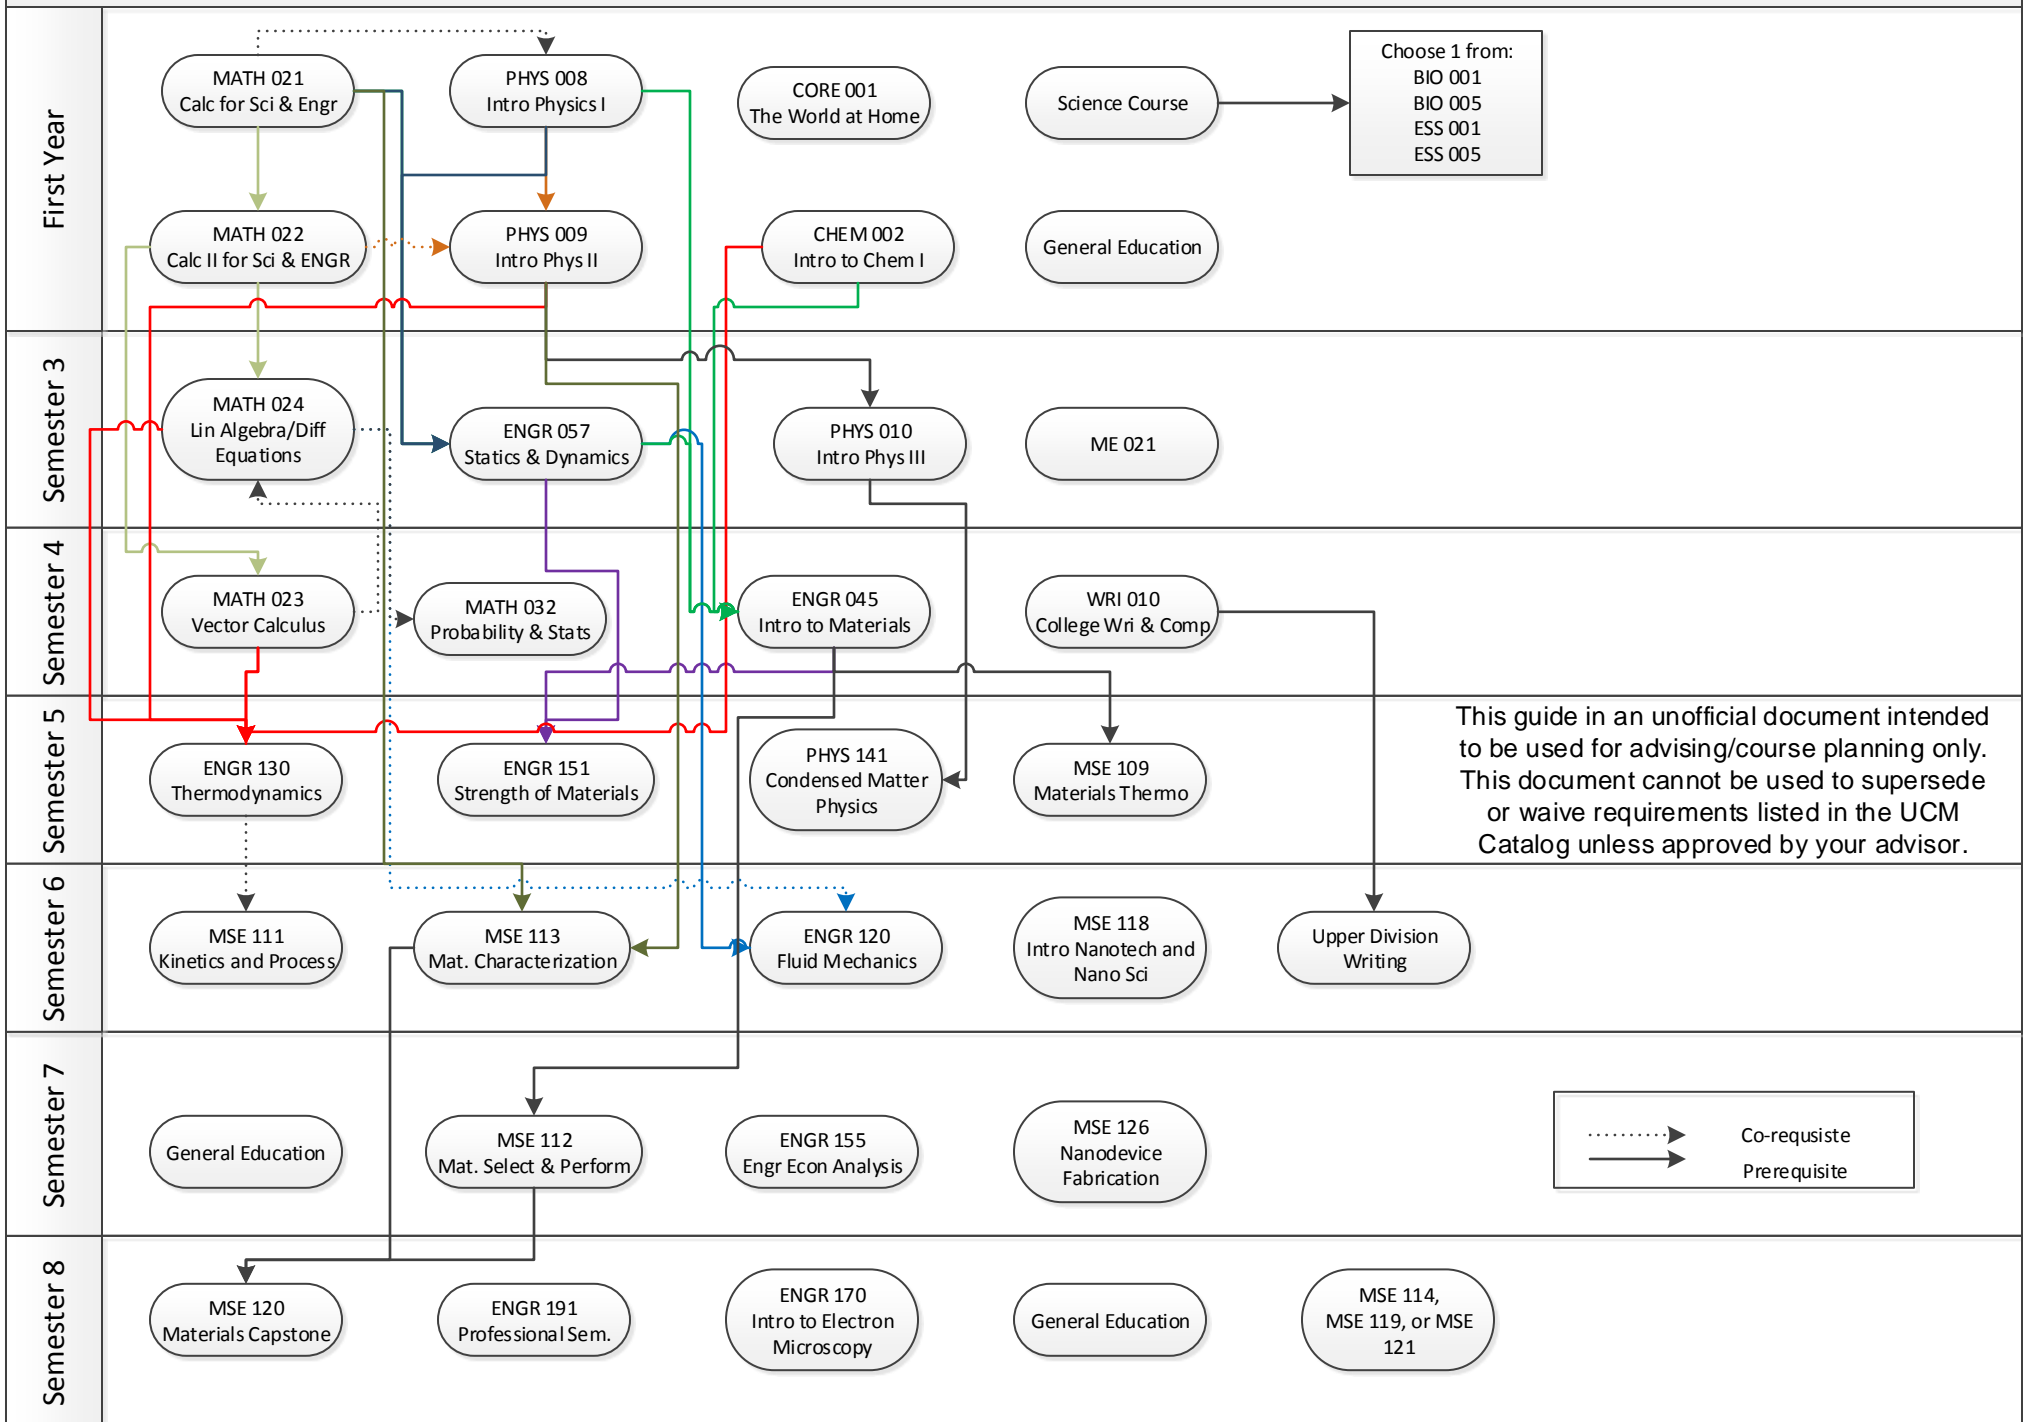 First Year
MATH 021
Calc for Sci & Engr
PHYS 008
Intro Physics I
CORE 001
The World at Home
Science Course
Choose 1 from:
BIO 001
BIO 005
ESS 001
ESS 005
MATH 022
Calc II for Sci & ENGR
PHYS 009
Intro Phys II
CHEM 002
Intro to Chem I
General Education
Semester 3
MATH 024
Lin Algebra/Diff
Equations
ENGR 057
Statics & Dynamics
PHYS 010
Intro Phys III
ME 021
Semester 4
MATH 023
Vector Calculus
MATH 032
Probability & Stats
ENGR 045
Intro to Materials
WRI 010
College Wri & Comp
Semester 5
ENGR 130
Thermodynamics
ENGR 151
Strength of Materials
PHYS 141
Condensed Matter
Physics
MSE 109
Materials Thermo
This guide in an unofficial document intended
to be used for advising/course planning only.
This document cannot be used to supersede
or waive requirements listed in the UCM
Catalog unless approved by your advisor.
Semester 6
MSE 111
Kinetics and Process
MSE 113
Mat. Characterization
ENGR 120
Fluid Mechanics
MSE 118
Intro Nanotech and
Nano Sci
Upper Division
Writing
Semester 7
General Education
MSE 112
Mat. Select & Perform
ENGR 155
Engr Econ Analysis
MSE 126
Nanodevice
Fabrication
Co-requsiste
Prerequisite
Semester 8
MSE 120
Materials Capstone
ENGR 191
Professional Sem.
ENGR 170
Intro to Electron
Microscopy
General Education
MSE 114,
MSE 119, or MSE
121